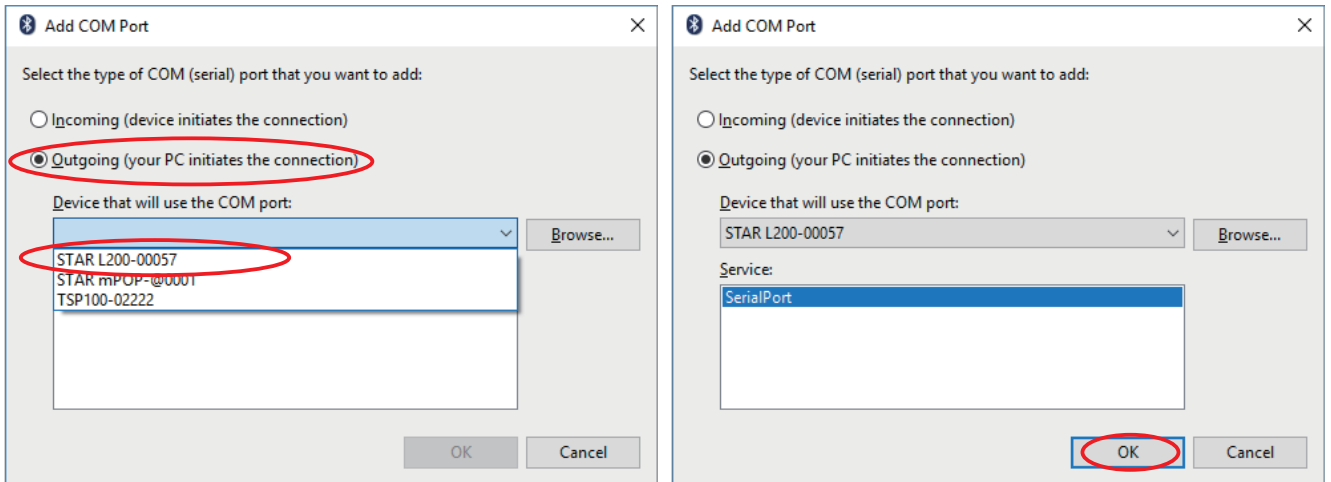 Add COM Port
Select the type of COM (serial) port that you want to add:
Incoming (device initiates the connection)
Outgoing (your PC initiates the connection)
Device that will use the COM port:
Browse...
STAR L200-00057
STAR mPOP-@0001
TSP100-02222
OK
Cancel
Add COM Port
Select the type of COM (serial) port that you want to add:
Incoming (device initiates the connection)
Outgoing (your PC initiates the connection)
Device that will use the COM port:
STAR L200-00057
Browse...
Service:
SerialPort
OK
Cancel